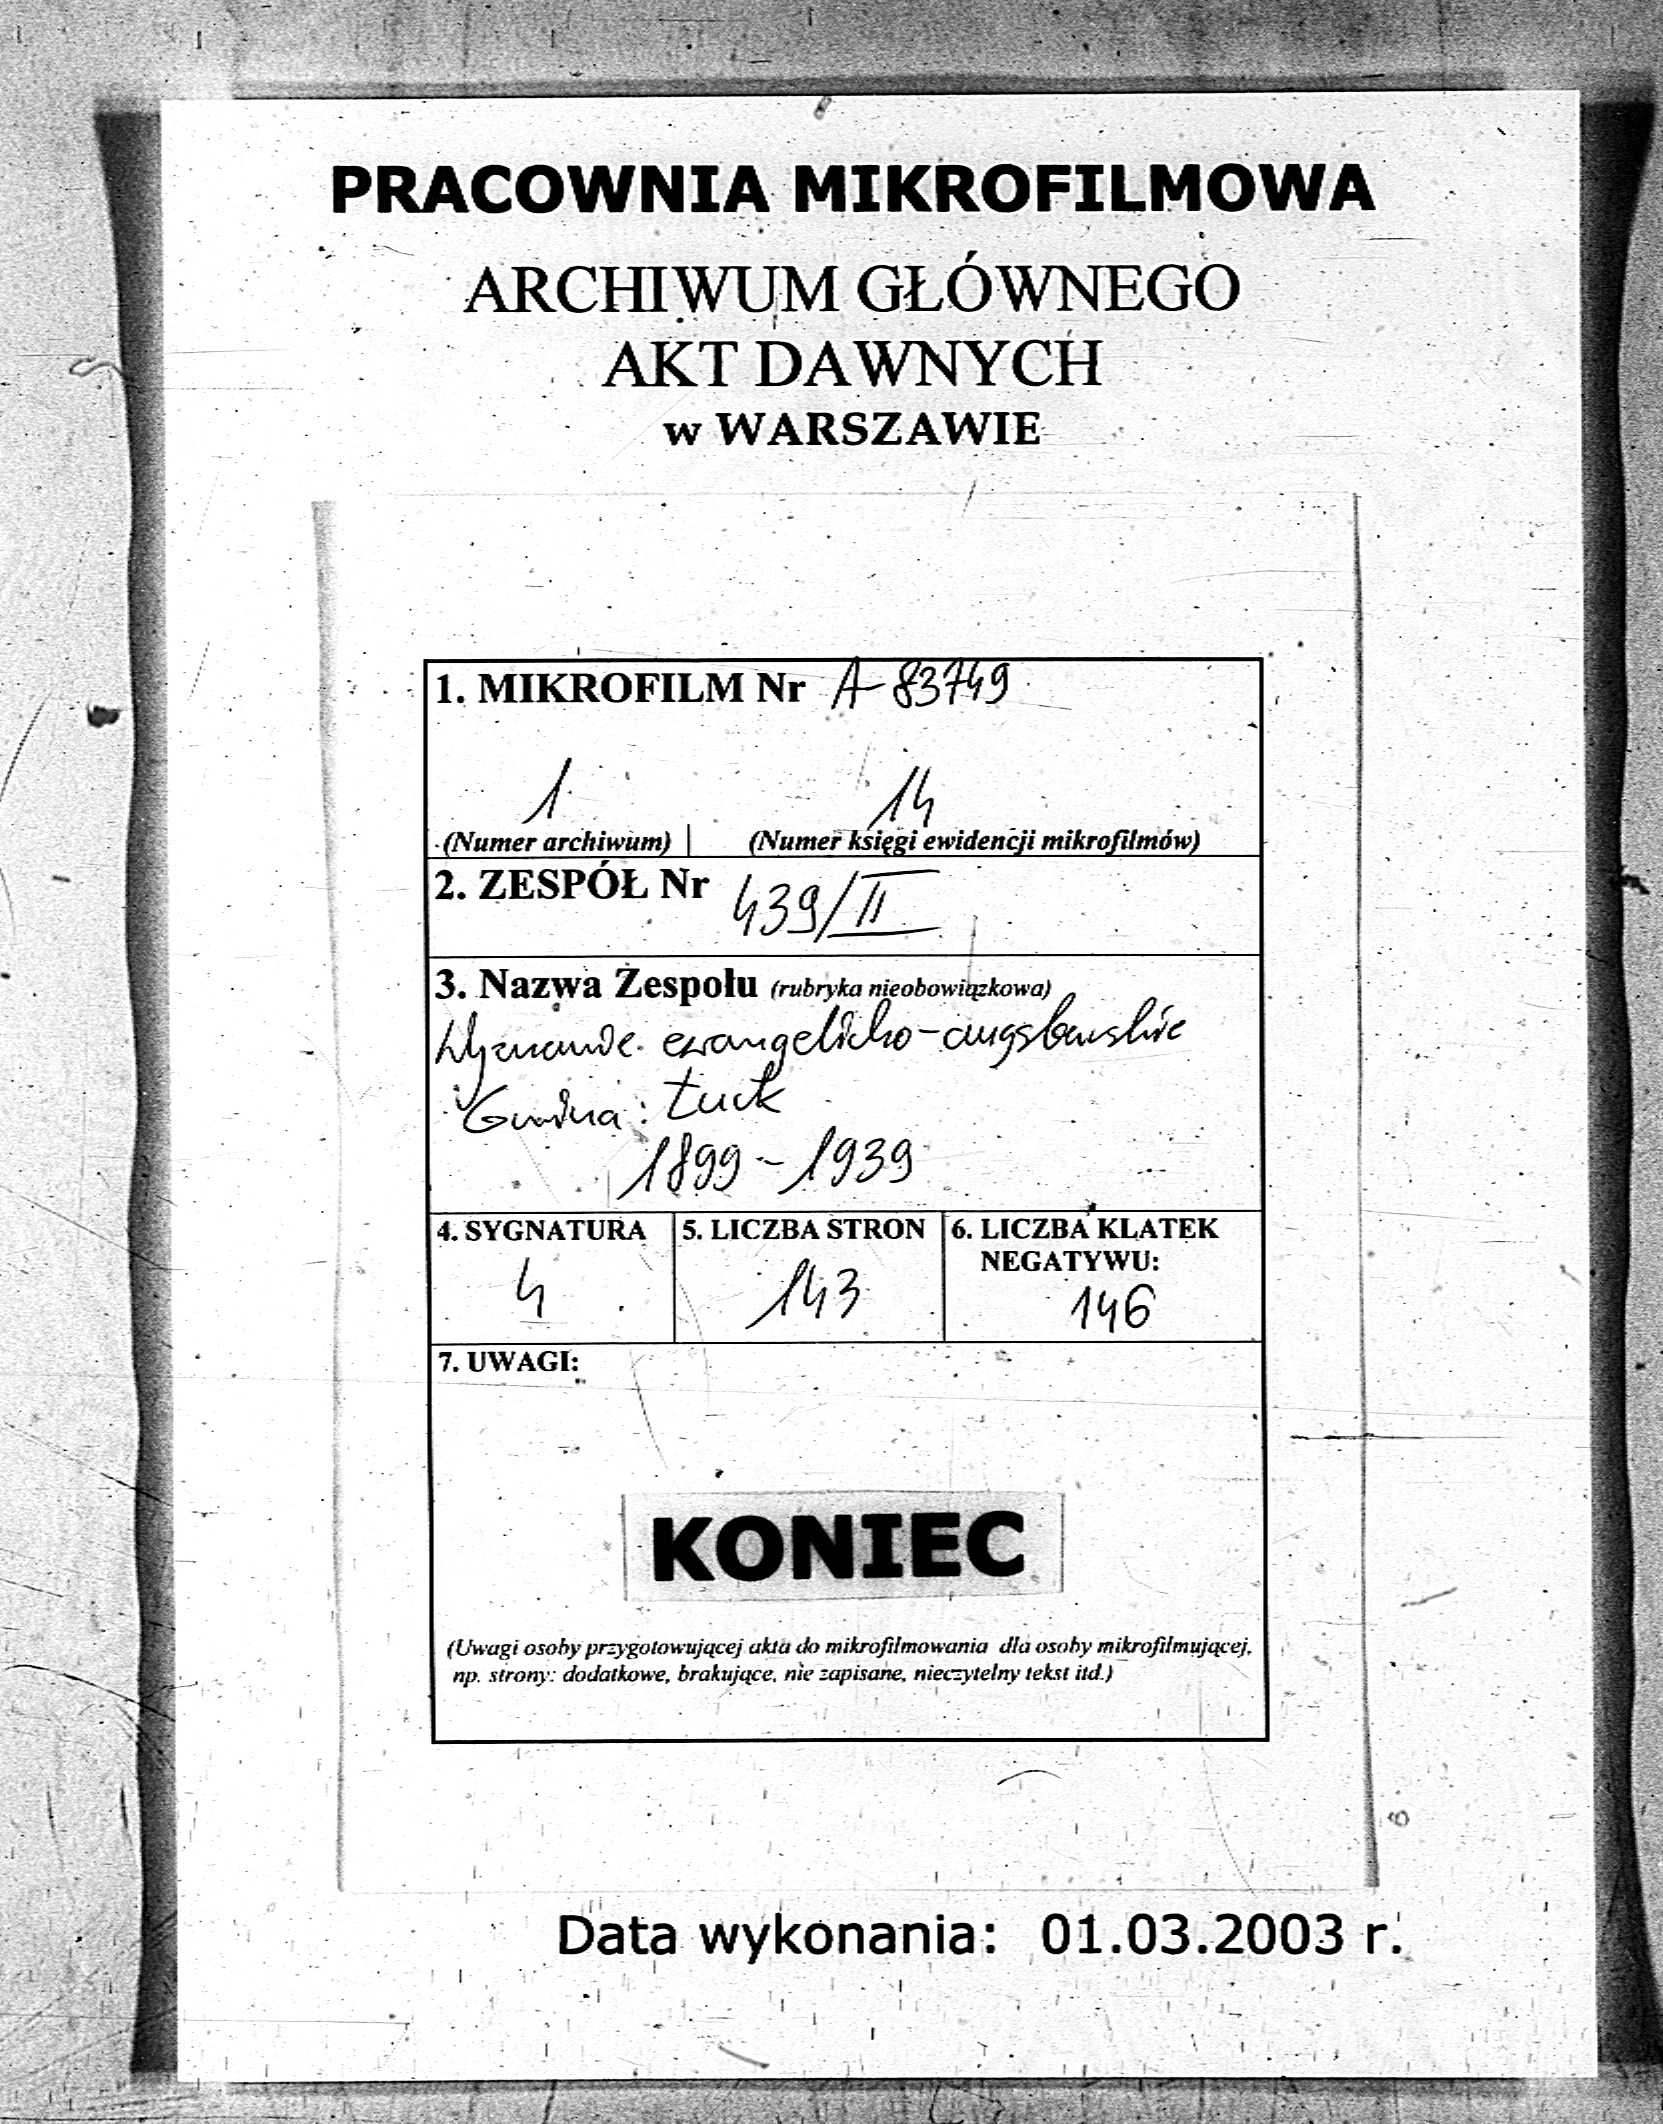 PRACOWNIA MIKROFILMOWA
ARCHIWUM GŁÓWNEGO
AKT DAWNYCH
w WARSZAWIE
1. MIKROFILM Nr A-83749
1 14
(Numer archiwum) | (Numer księgi ewidencji mikrofilmów)
2. ZESPÓŁ Nr 439/II
3. Nazwa Zespołu (rubryka nieobowiązkowa)
Wyznanie ewangelicko-augsburskie
Gmina: Łuck
1899-1939
4. SYGNATURA 5. LICZBA STRON 6. LICZBA KLATEK
NEGATYWU:
4 143 146
7. UWAGI:
KONIEC
(Uwagi osoby przygotowującej akta do mikrofilmowania dla osoby mikrofilmującej,
np. strony: dodatkowe, brakujące, nie zapisane, nieczytelny tekst itd.)
Data wykonania: 01.03.2003 r.